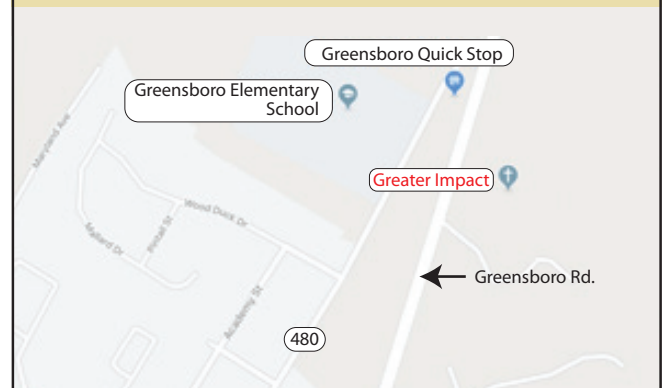 Greensboro Quick Stop
Greensboro Elementary
School
Maryland Ave
Greater Impact
Wood Duck Dr
Pintail St
Mallard Dr
Greensboro Rd.
Academy St
480